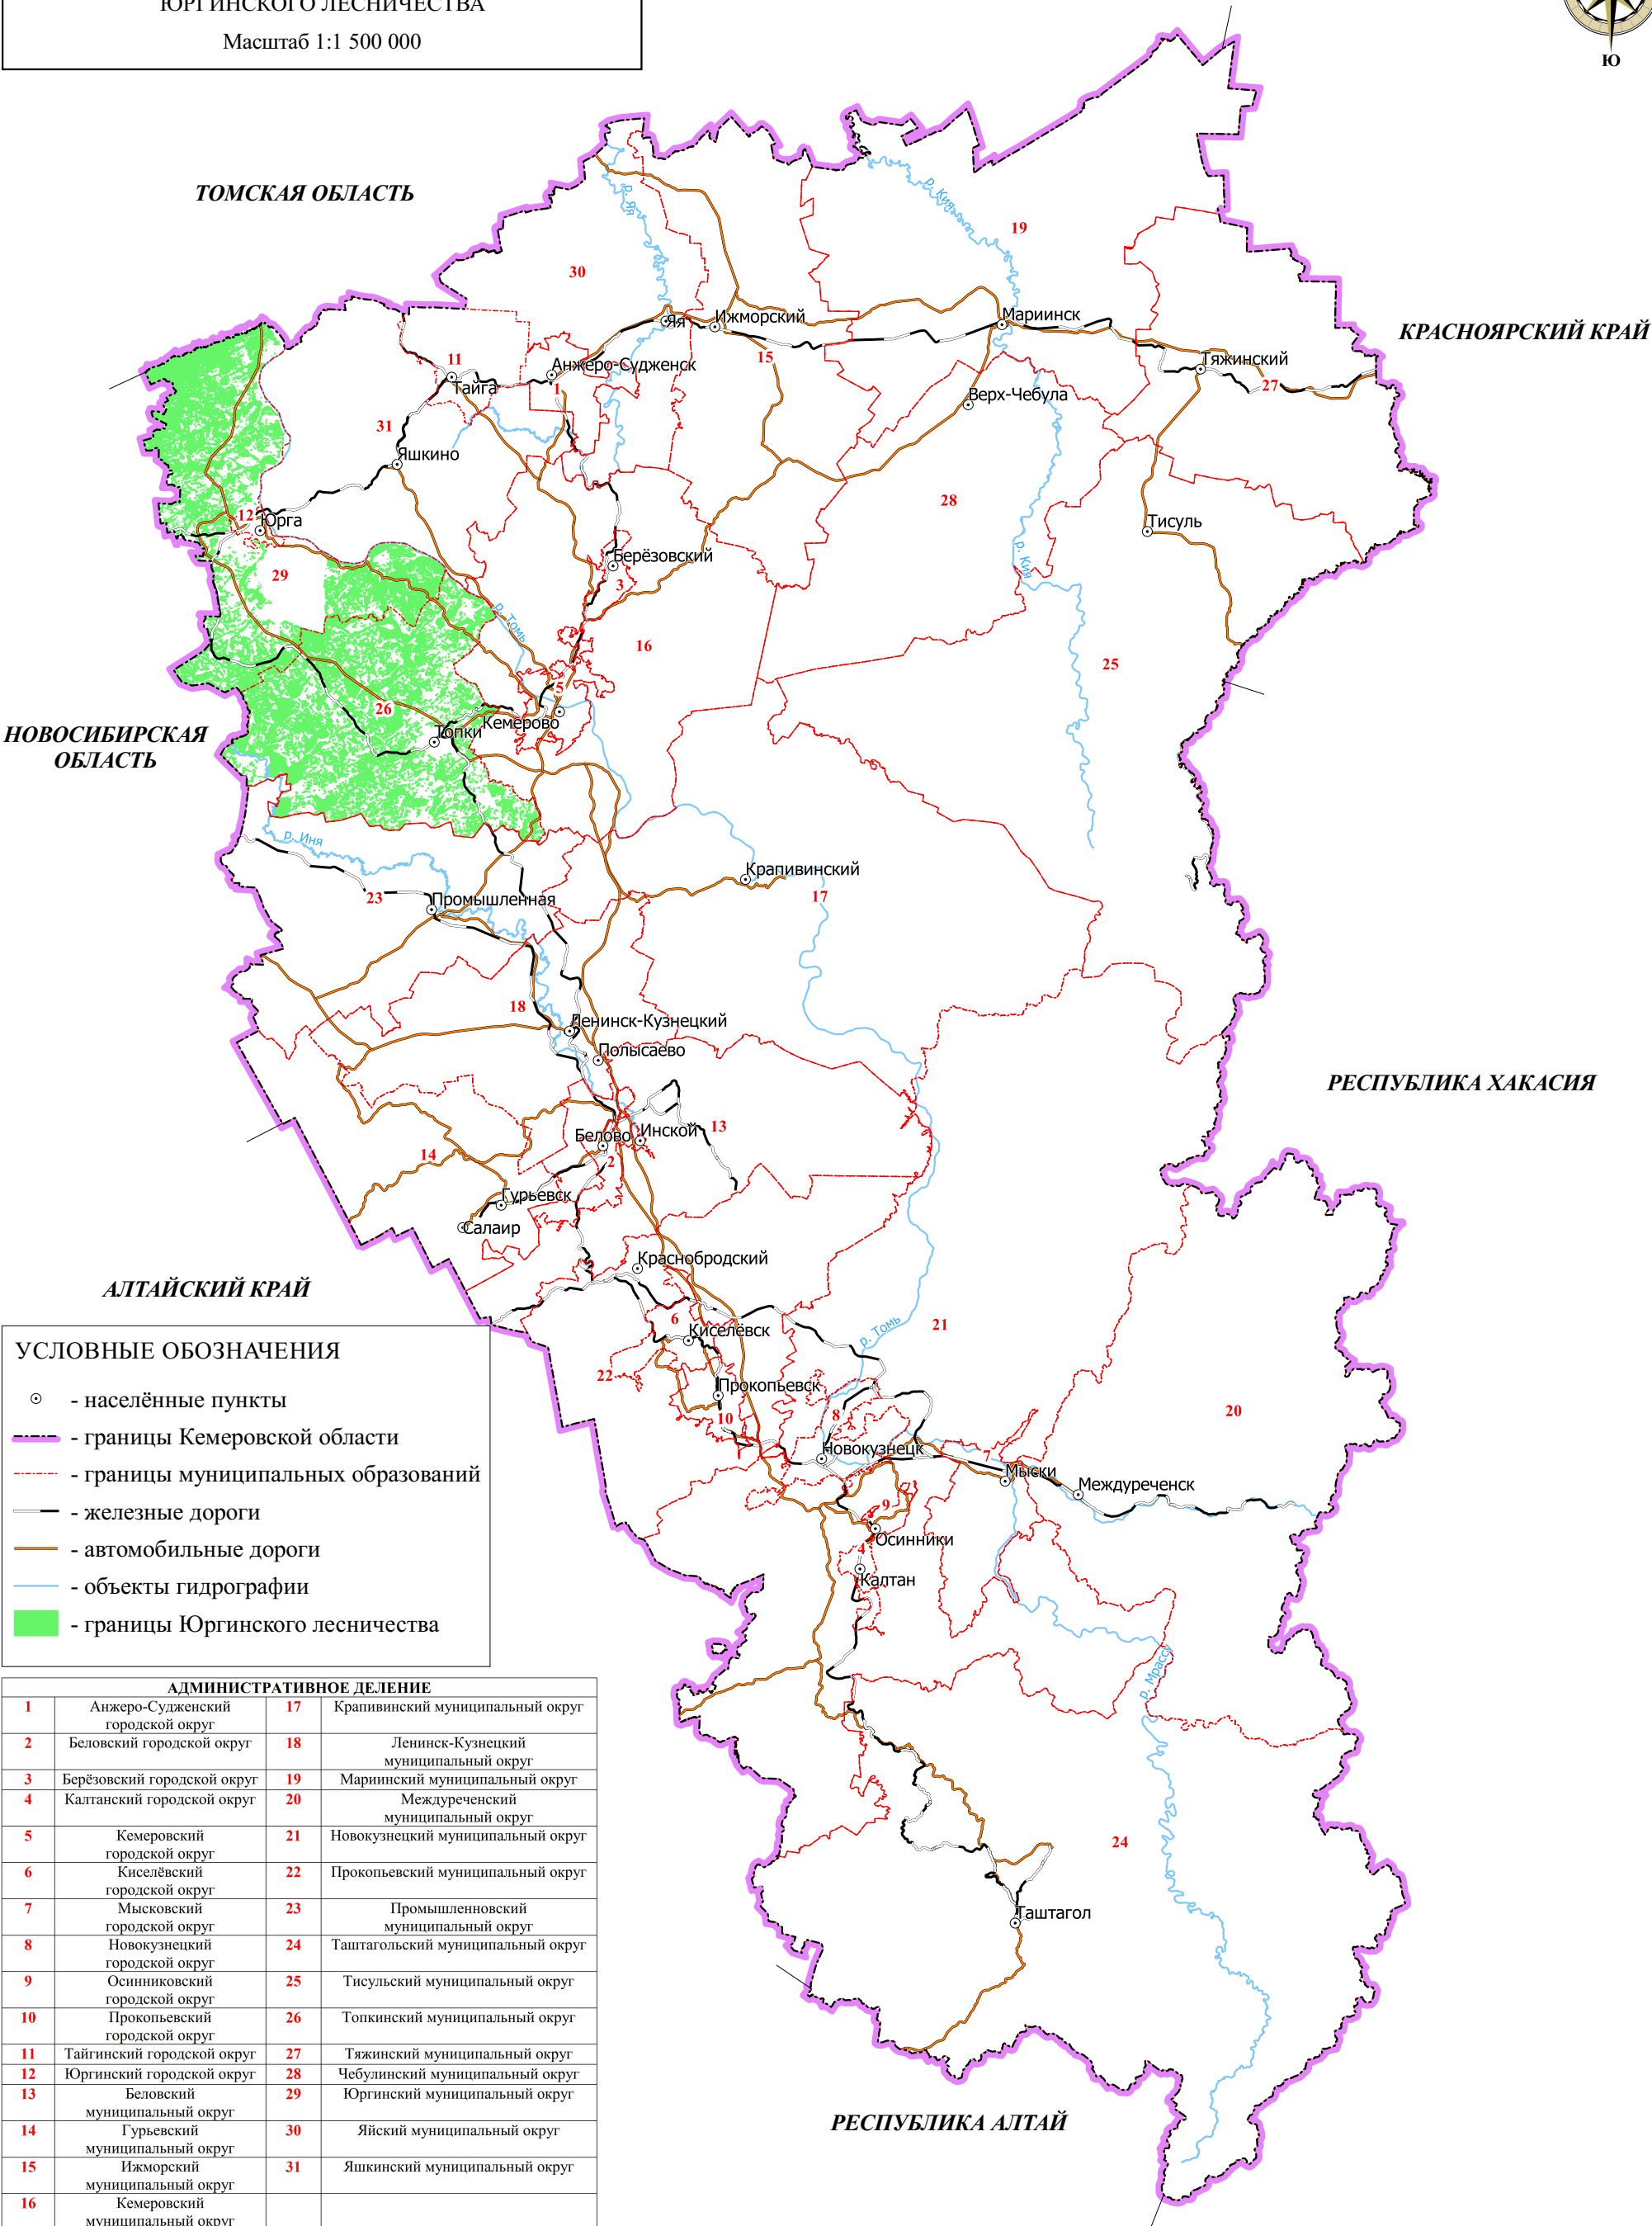 ЮРГИНСКОГО ЛЕСНИЧЕСТВА
Масштаб 1:1 500 000
Ю
ТОМСКАЯ ОБЛАСТЬ
КРАСНОЯРСКИЙ КРАЙ
НОВОСИБИРСКАЯ
ОБЛАСТЬ
РЕСПУБЛИКА ХАКАСИЯ
АЛТАЙСКИЙ КРАЙ
РЕСПУБЛИКА АЛТАЙ
р. Яя
р. Кия
19
30
Яя
Ижморский
Мариинск
15
11
Тайга
Анжеро-Судженск
1
Тяжинский
27
Верх-Чебула
31
Яшкино
28
12
Юрга
Тисуль
29
Берёзовский
3
р. Кия
р. Томь
16
25
5
26
Кемерово
Топки
р. Иня
Крапивинский
17
23
Промышленная
18
Ленинск-Кузнецкий
Полысаево
13
Белово
Инской
2
14
Гурьевск
Салаир
Краснобродский
6
Киселёвск
р. Томь
21
22
Прокопьевск
10
8
20
Новокузнецк
7
Мыски
Междуреченск
9
Осинники
4
Калтан
р. Мрассу
24
Таштагол
УСЛОВНЫЕ ОБОЗНАЧЕНИЯ
- населённые пункты
- границы Кемеровской области
- границы муниципальных образований
- железные дороги
- автомобильные дороги
- объекты гидрографии
- границы Юргинского лесничества
АДМИНИСТРАТИВНОЕ ДЕЛЕНИЕ
1 Анжеро-Судженский городской округ 17 Крапивинский муниципальный округ
2 Беловский городской округ 18 Ленинск-Кузнецкий муниципальный округ
3 Берёзовский городской округ 19 Мариинский муниципальный округ
4 Калтанский городской округ 20 Междуреченский муниципальный округ
5 Кемеровский городской округ 21 Новокузнецкий муниципальный округ
6 Киселёвский городской округ 22 Прокопьевский муниципальный округ
7 Мысковский городской округ 23 Промышленновский муниципальный округ
8 Новокузнецкий городской округ 24 Таштагольский муниципальный округ
9 Осинниковский городской округ 25 Тисульский муниципальный округ
10 Прокопьевский городской округ 26 Топкинский муниципальный округ
11 Тайгинский городской округ 27 Тяжинский муниципальный округ
12 Юргинский городской округ 28 Чебулинский муниципальный округ
13 Беловский муниципальный округ 29 Юргинский муниципальный округ
14 Гурьевский муниципальный округ 30 Яйский муниципальный округ
15 Ижморский муниципальный округ 31 Яшкинский муниципальный округ
16 Кемеровский муниципальный округ